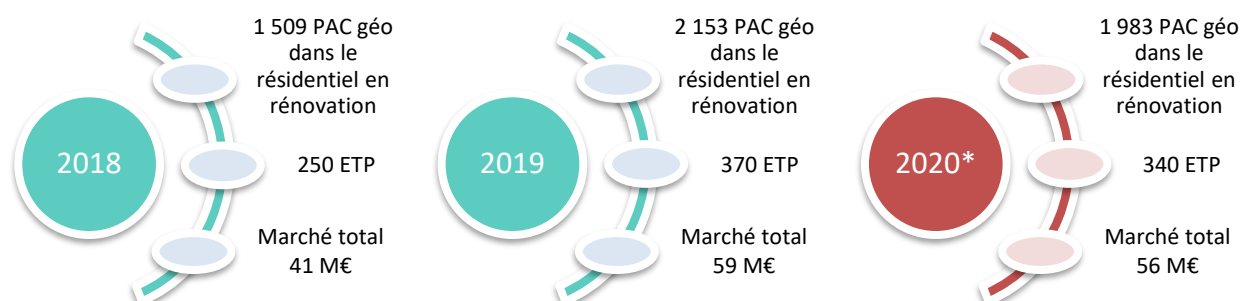 2018
1 509 PAC géo
dans le
résidentiel en
rénovation
250 ETP
Marché total
41 M€
2019
2 153 PAC géo
dans le
résidentiel en
rénovation
370 ETP
Marché total
59 M€
2020*
1 983 PAC géo
dans le
résidentiel en
rénovation
340 ETP
Marché total
56 M€